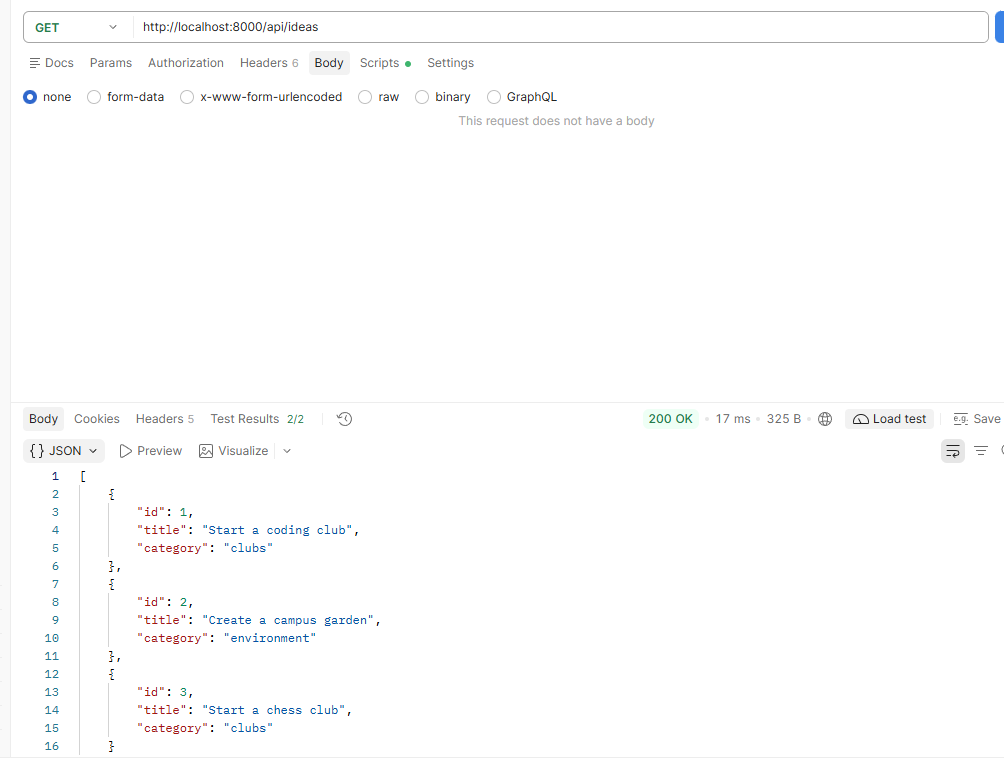 GET http://localhost:8000/api/ideas
Docs Params Authorization Headers 6 Body Scripts Settings
none form-data x-www-form-urlencoded raw binary GraphQL
This request does not have a body
Body Cookies Headers 5 Test Results 2/2 200 OK 17 ms 325 B Load test e.g. Save
{} JSON Preview Visualize
1 [
2 {
3 "id": 1,
4 "title": "Start a coding club",
5 "category": "clubs"
6 },
7 {
8 "id": 2,
9 "title": "Create a campus garden",
10 "category": "environment"
11 },
12 {
13 "id": 3,
14 "title": "Start a chess club",
15 "category": "clubs"
16 }